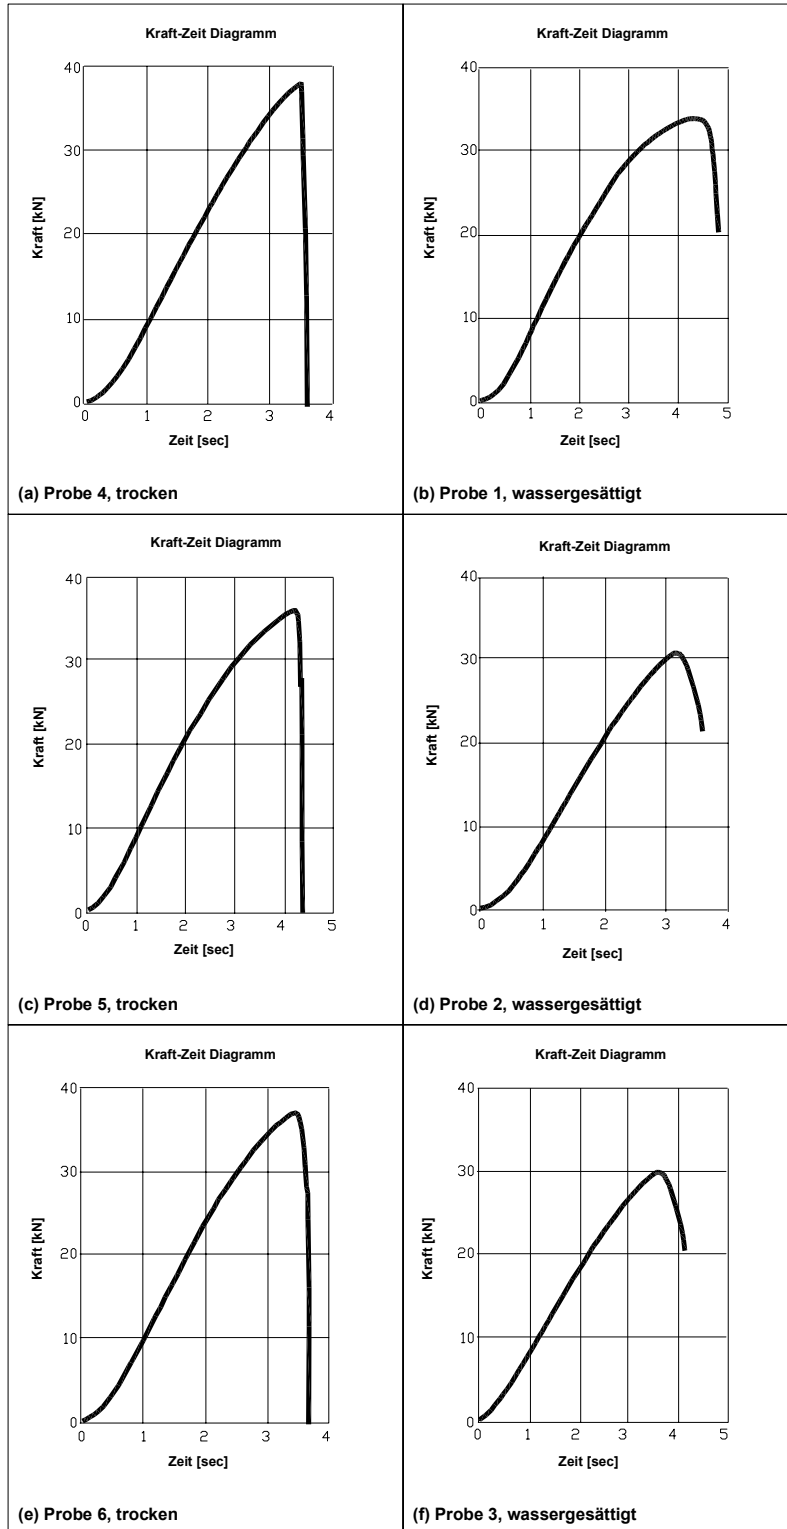 Kraft-Zeit Diagramm
40
30
20
10
0
Kraft [kN]
0 1 2 3 4
Zeit [sec]
(a) Probe 4, trocken
Kraft-Zeit Diagramm
40
30
20
10
0
Kraft [kN]
0 1 2 3 4 5
Zeit [sec]
(b) Probe 1, wassergesättigt
Kraft-Zeit Diagramm
40
30
20
10
0
Kraft [kN]
0 1 2 3 4 5
Zeit [sec]
(c) Probe 5, trocken
Kraft-Zeit Diagramm
40
30
20
10
0
Kraft [kN]
0 1 2 3 4
Zeit [sec]
(d) Probe 2, wassergesättigt
Kraft-Zeit Diagramm
40
30
20
10
0
Kraft [kN]
0 1 2 3 4
Zeit [sec]
(e) Probe 6, trocken
Kraft-Zeit Diagramm
40
30
20
10
0
Kraft [kN]
0 1 2 3 4 5
Zeit [sec]
(f) Probe 3, wassergesättigt